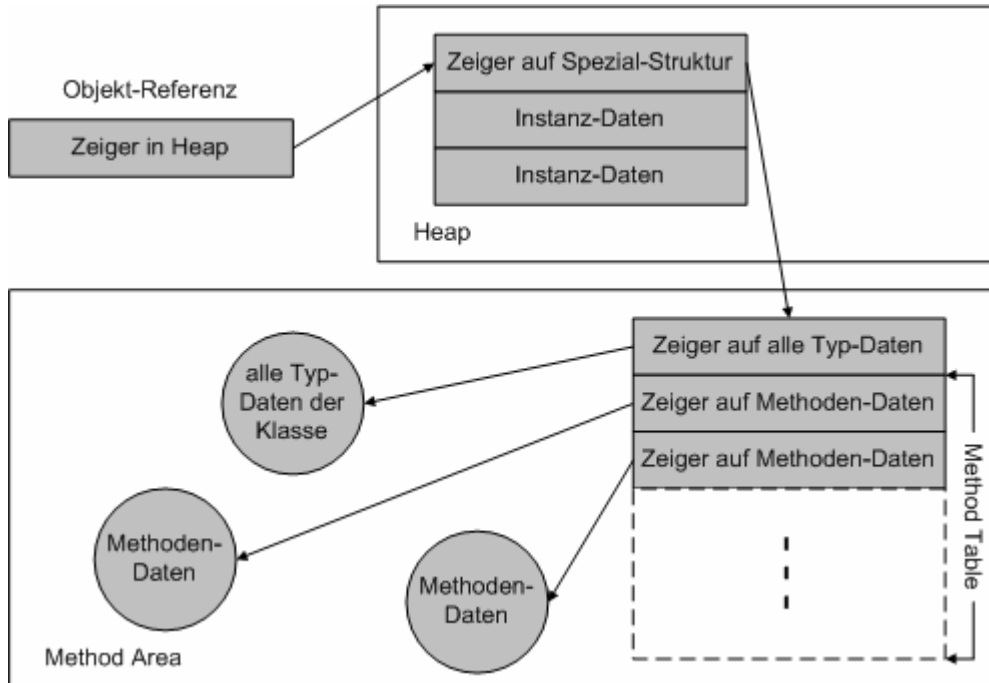 Objekt-Referenz
Zeiger in Heap
Zeiger auf Spezial-Struktur
Instanz-Daten
Instanz-Daten
Heap
Zeiger auf alle Typ-Daten
Zeiger auf Methoden-Daten
Zeiger auf Methoden-Daten
Method Table
alle Typ-
Daten der
Klasse
Methoden-
Daten
Methoden-
Daten
Method Area